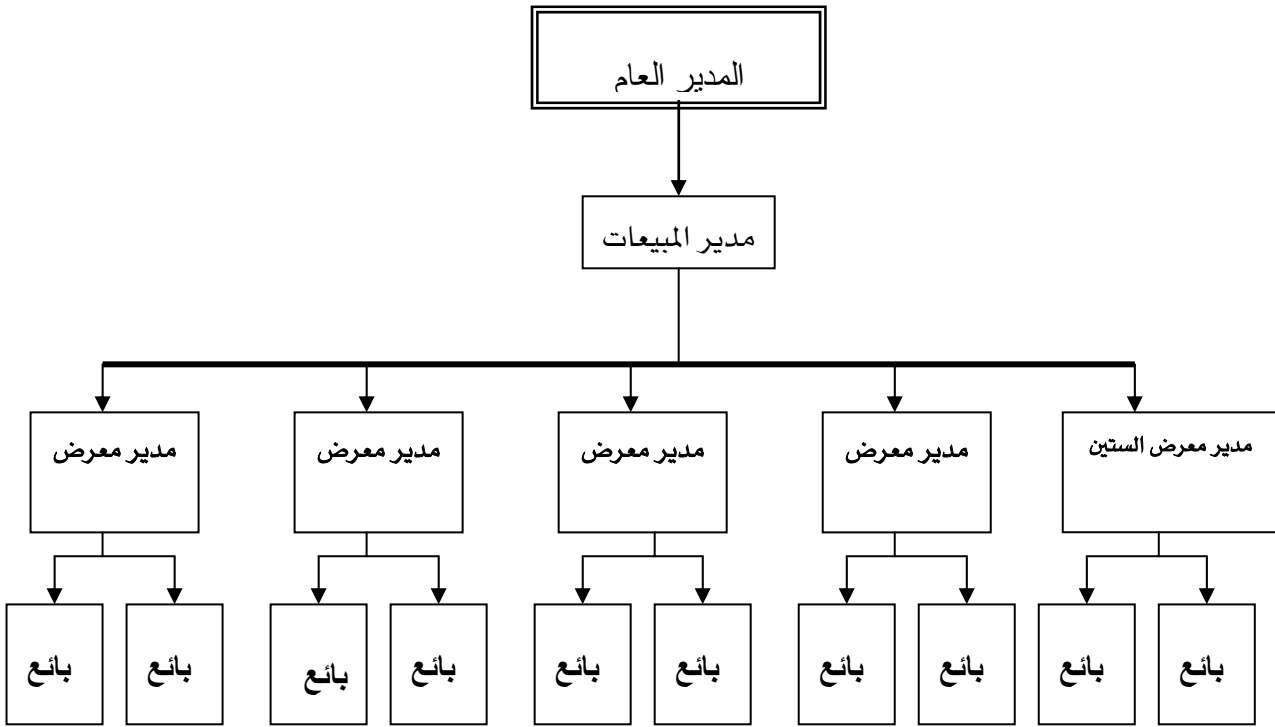 المدير العام
مدير المبيعات
مدير معرض الستين
مدير معرض
مدير معرض
مدير معرض
مدير معرض
بائع
بائع
بائع
بائع
بائع
بائع
بائع
بائع
بائع
بائع